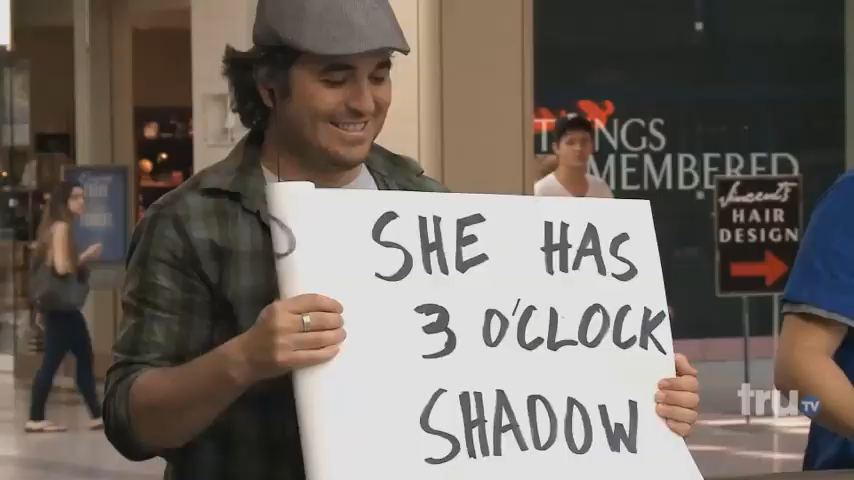 SHE HAS
3 O'CLOCK
SHADOW
THINGS
REMEMBERED
Vincent's
HAIR
DESIGN
truTV